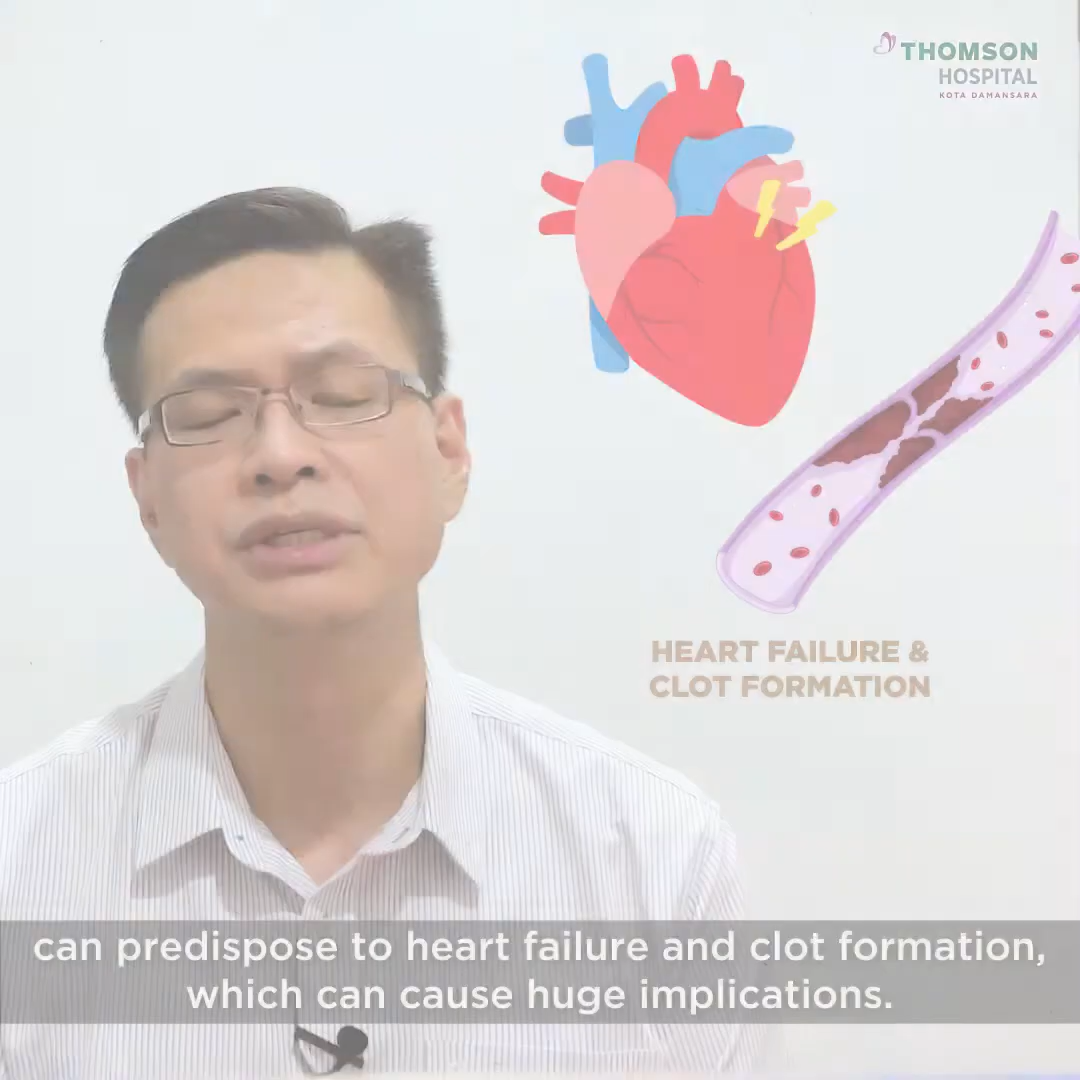 THOMSON
HOSPITAL
KOTA DAMANSARA
HEART FAILURE &
CLOT FORMATION
can predispose to heart failure and clot formation,
which can cause huge implications.